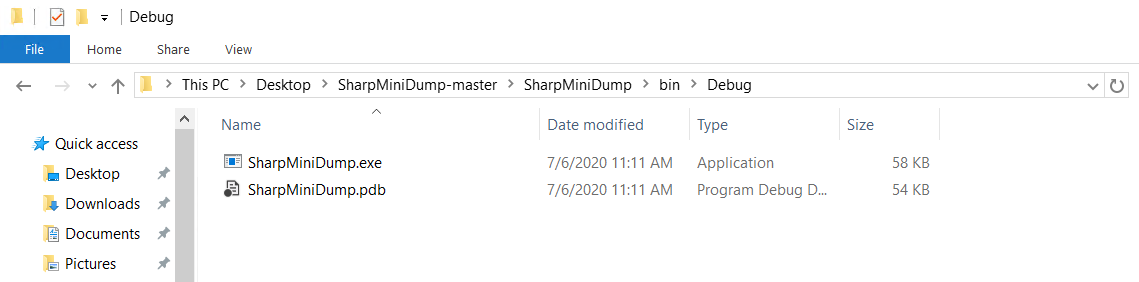 Debug
File Home Share View
This PC Desktop SharpMiniDump-master SharpMiniDump bin Debug
Name Date modified Type Size
Quick access
SharpMiniDump.exe 7/6/2020 11:11 AM Application 58 KB
Desktop
SharpMiniDump.pdb 7/6/2020 11:11 AM Program Debug D... 54 KB
Downloads
Documents
Pictures